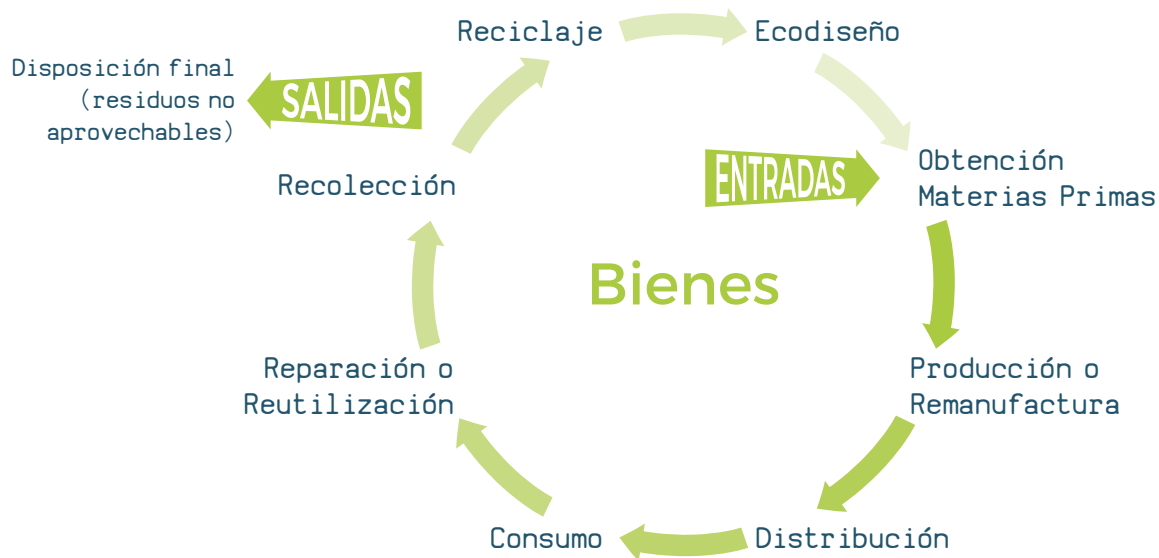 Reciclaje
Ecodiseño
Disposición final
(residuos no
aprovechables)
SALIDAS
ENTRADAS
Obtención
Materias Primas
Recolección
Bienes
Reparación o
Reutilización
Producción o
Remanufactura
Consumo
Distribución